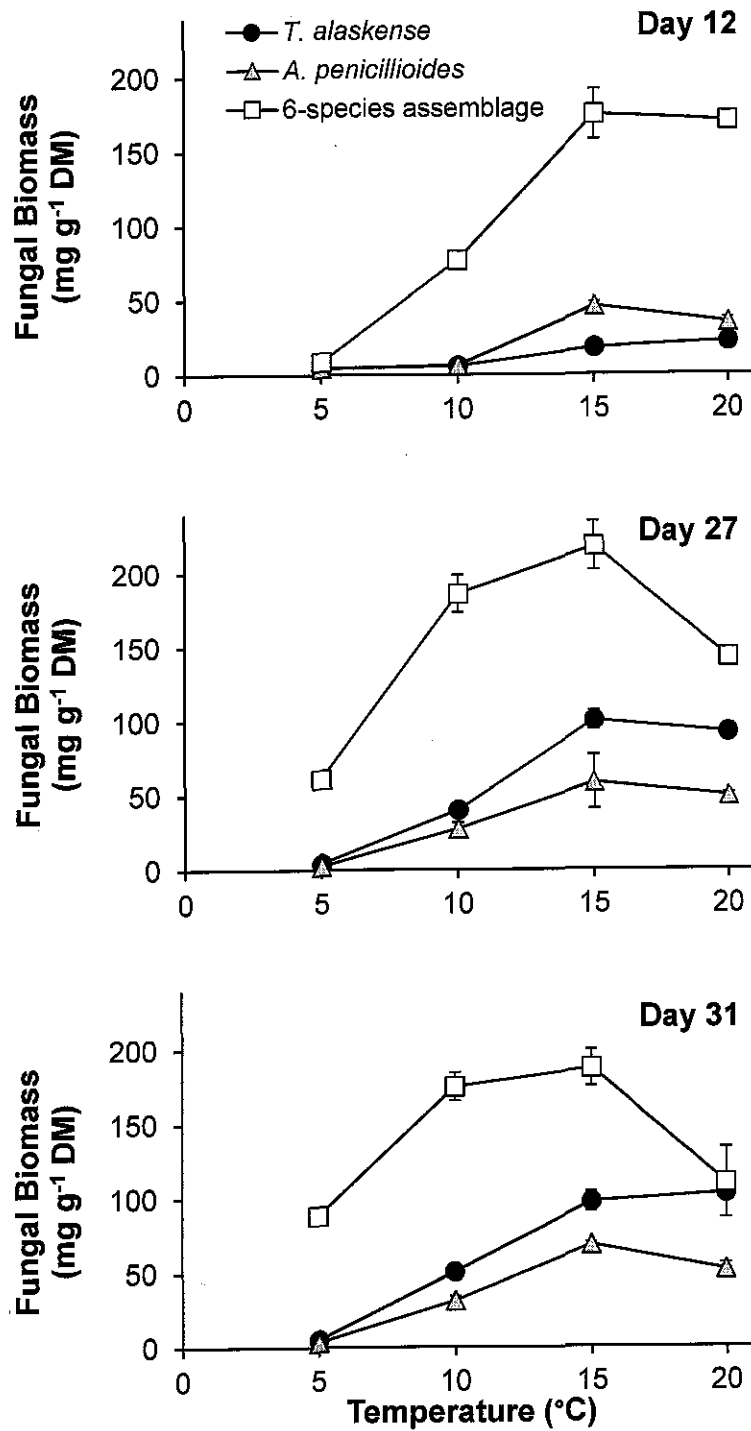 Day 12
T. alaskense
A. penicillioides
6-species assemblage
Fungal Biomass
(mg g⁻¹ DM)
200
150
100
50
0
0 5 10 15 20
Day 27
Fungal Biomass
(mg g⁻¹ DM)
200
150
100
50
0
0 5 10 15 20
Day 31
Fungal Biomass
(mg g⁻¹ DM)
200
150
100
50
0
0 5 10 15 20
Temperature (°C)